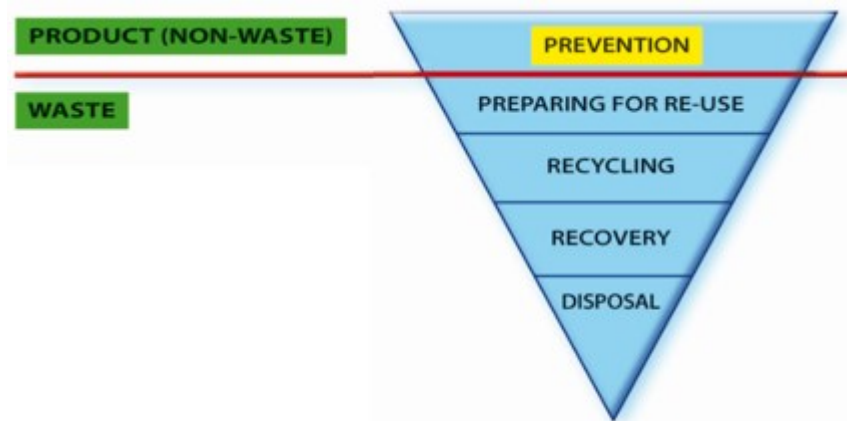 PRODUCT (NON-WASTE)
PREVENTION
WASTE
PREPARING FOR RE-USE
RECYCLING
RECOVERY
DISPOSAL